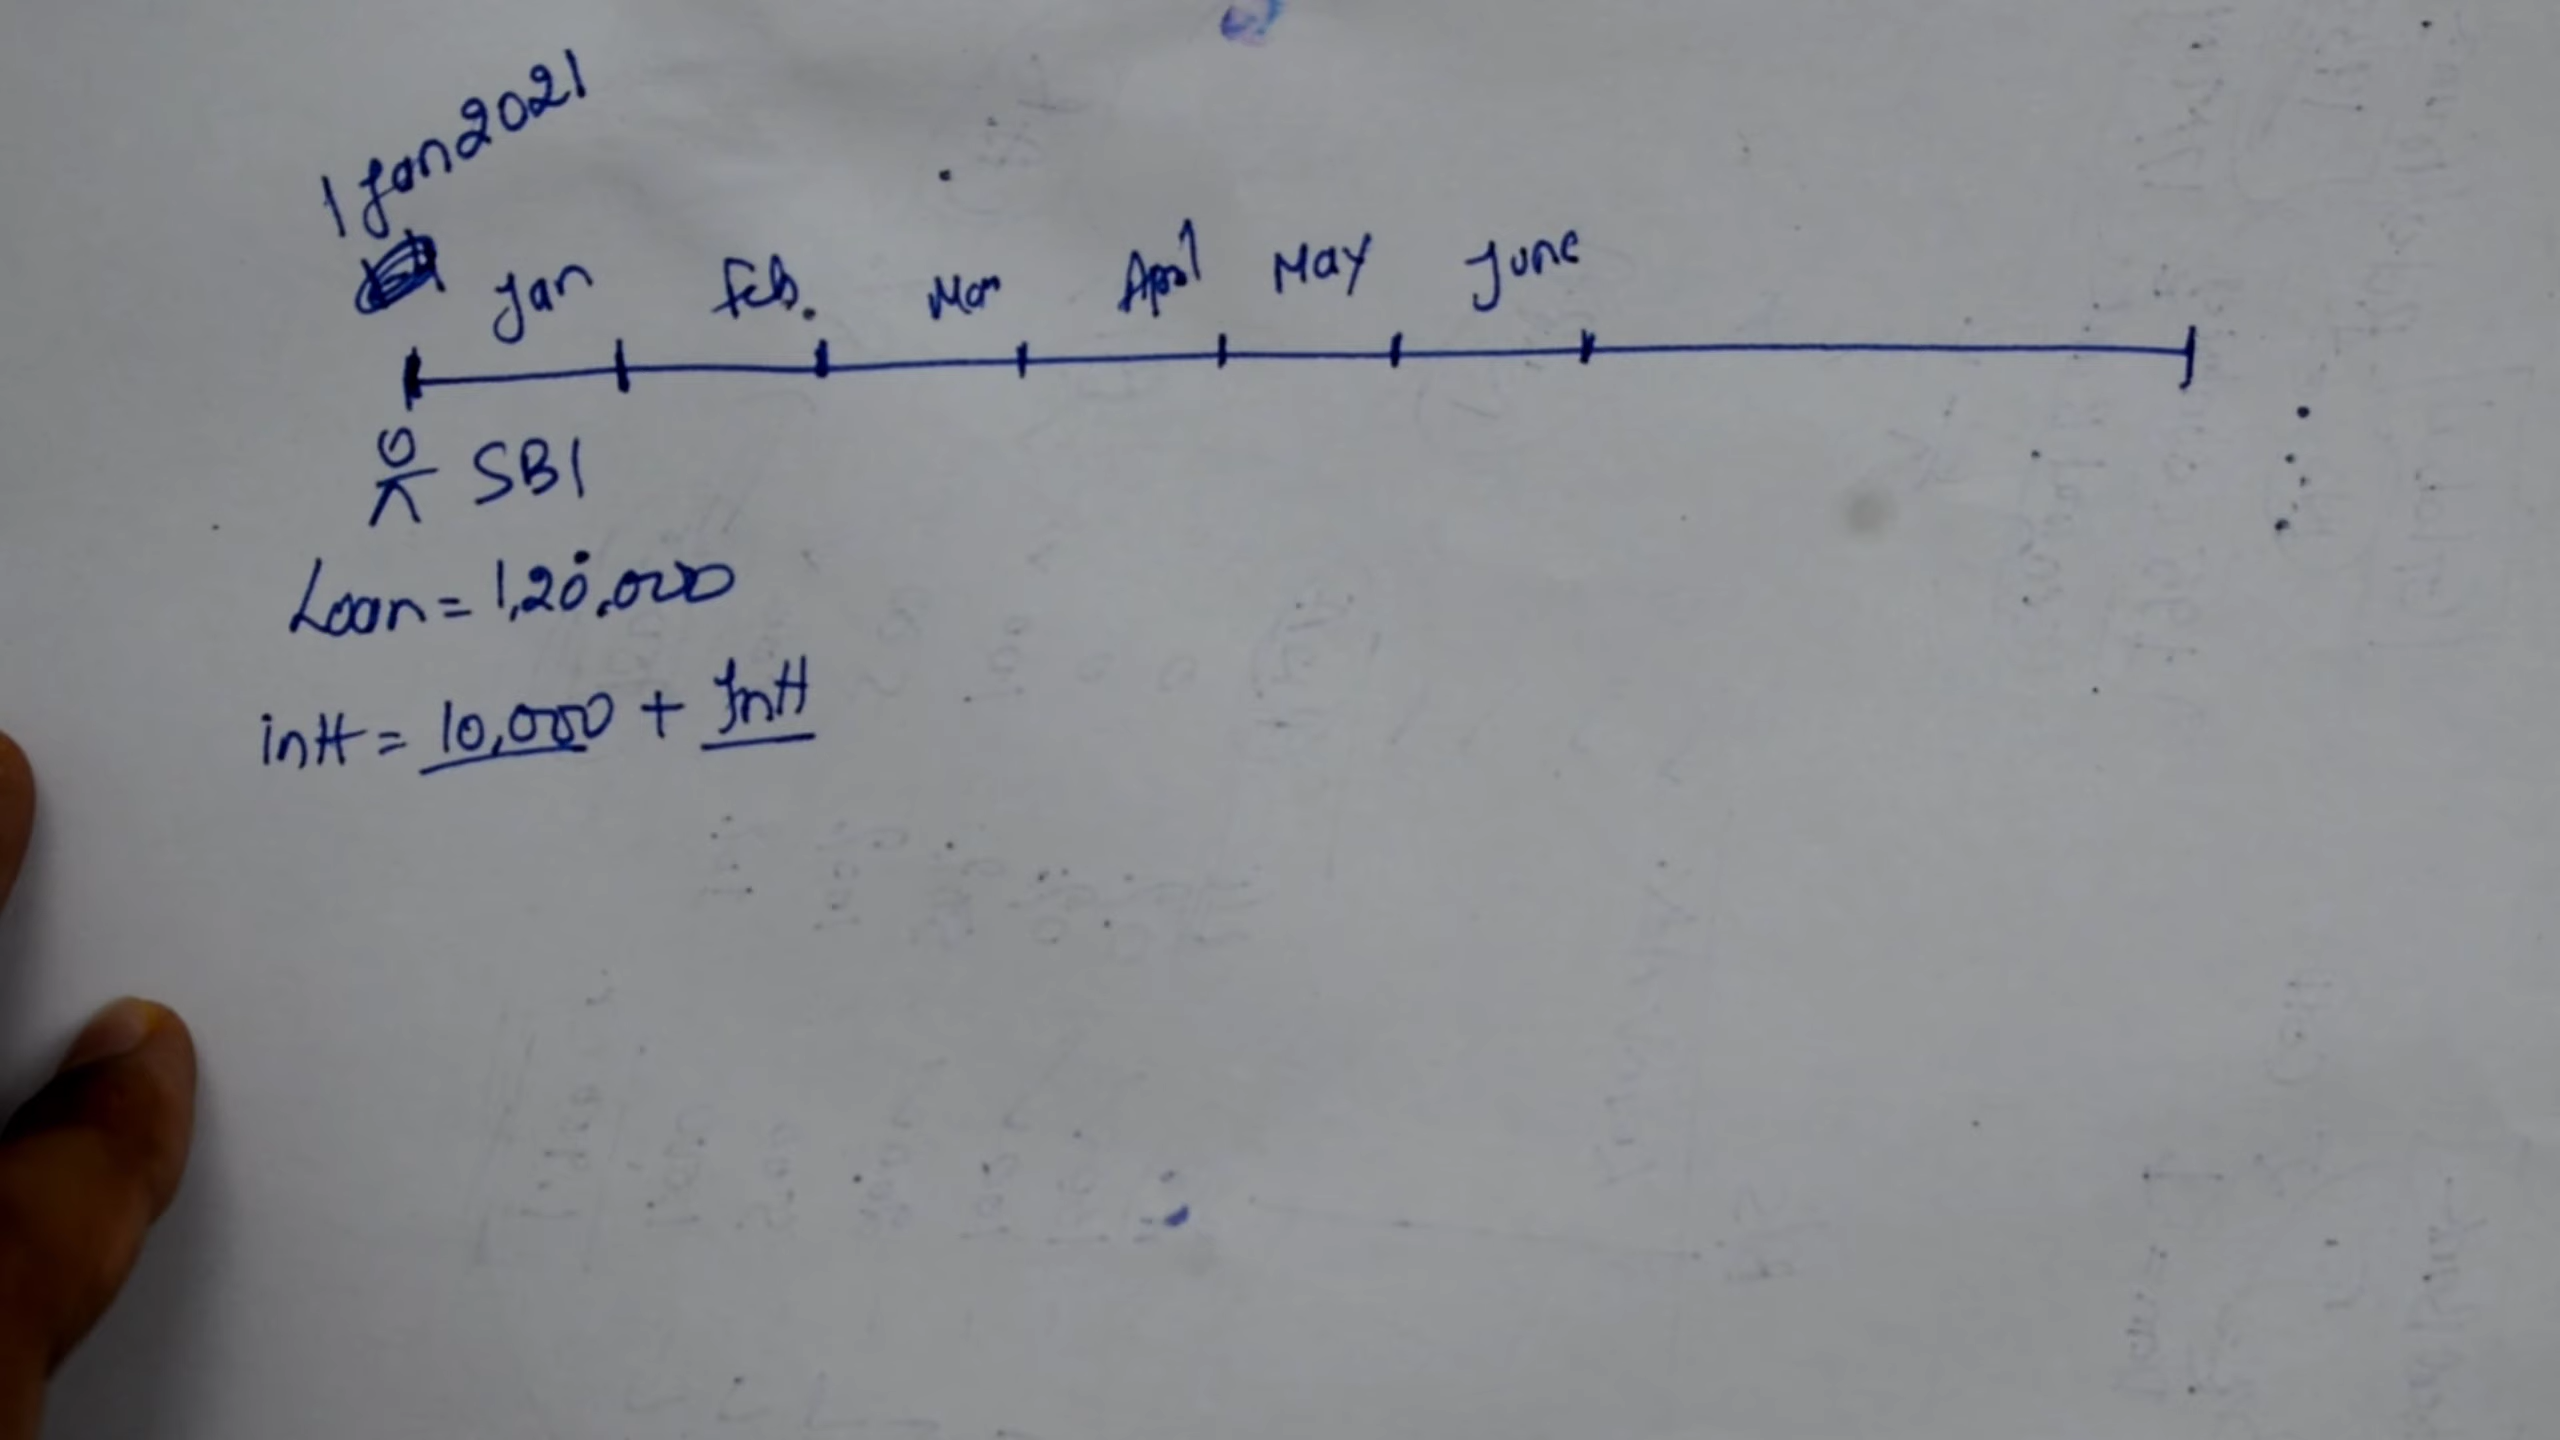 1 Jan 2021
Jan Feb. Mar April May June
SBI
Loan = 1,20,000
intt = 10,000 + Intt